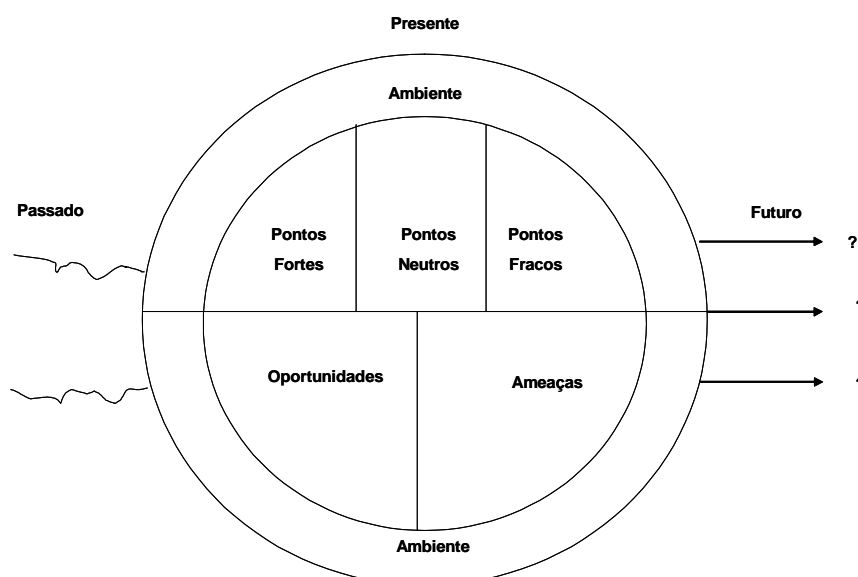 Presente
Ambiente
Passado
Futuro
Pontos
Fortes
Pontos
Neutros
Pontos
Fracos
?
Oportunidades
Ameaças
Ambiente